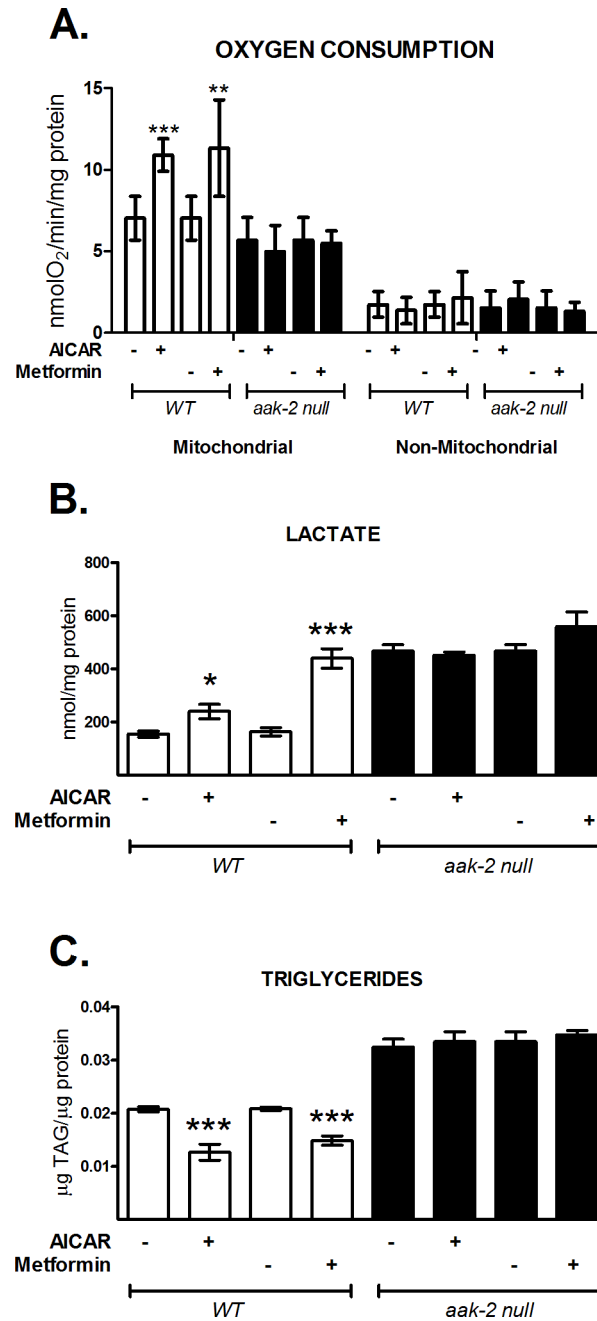 A.
OXYGEN CONSUMPTION
nmolO₂/min/mg protein
15
10
5
0
*** **
AICAR - + - + - + - +
Metformin - + - + - + - +
WT aak-2 null WT aak-2 null
Mitochondrial Non-Mitochondrial
B.
LACTATE
nmol/mg protein
800
600
400
200
* ***
AICAR - + - +
Metformin - + - +
WT aak-2 null
C.
TRIGLYCERIDES
µg TAG/µg protein
0.04
0.03
0.02
0.01
*** ***
AICAR - + - +
Metformin - + - +
WT aak-2 null